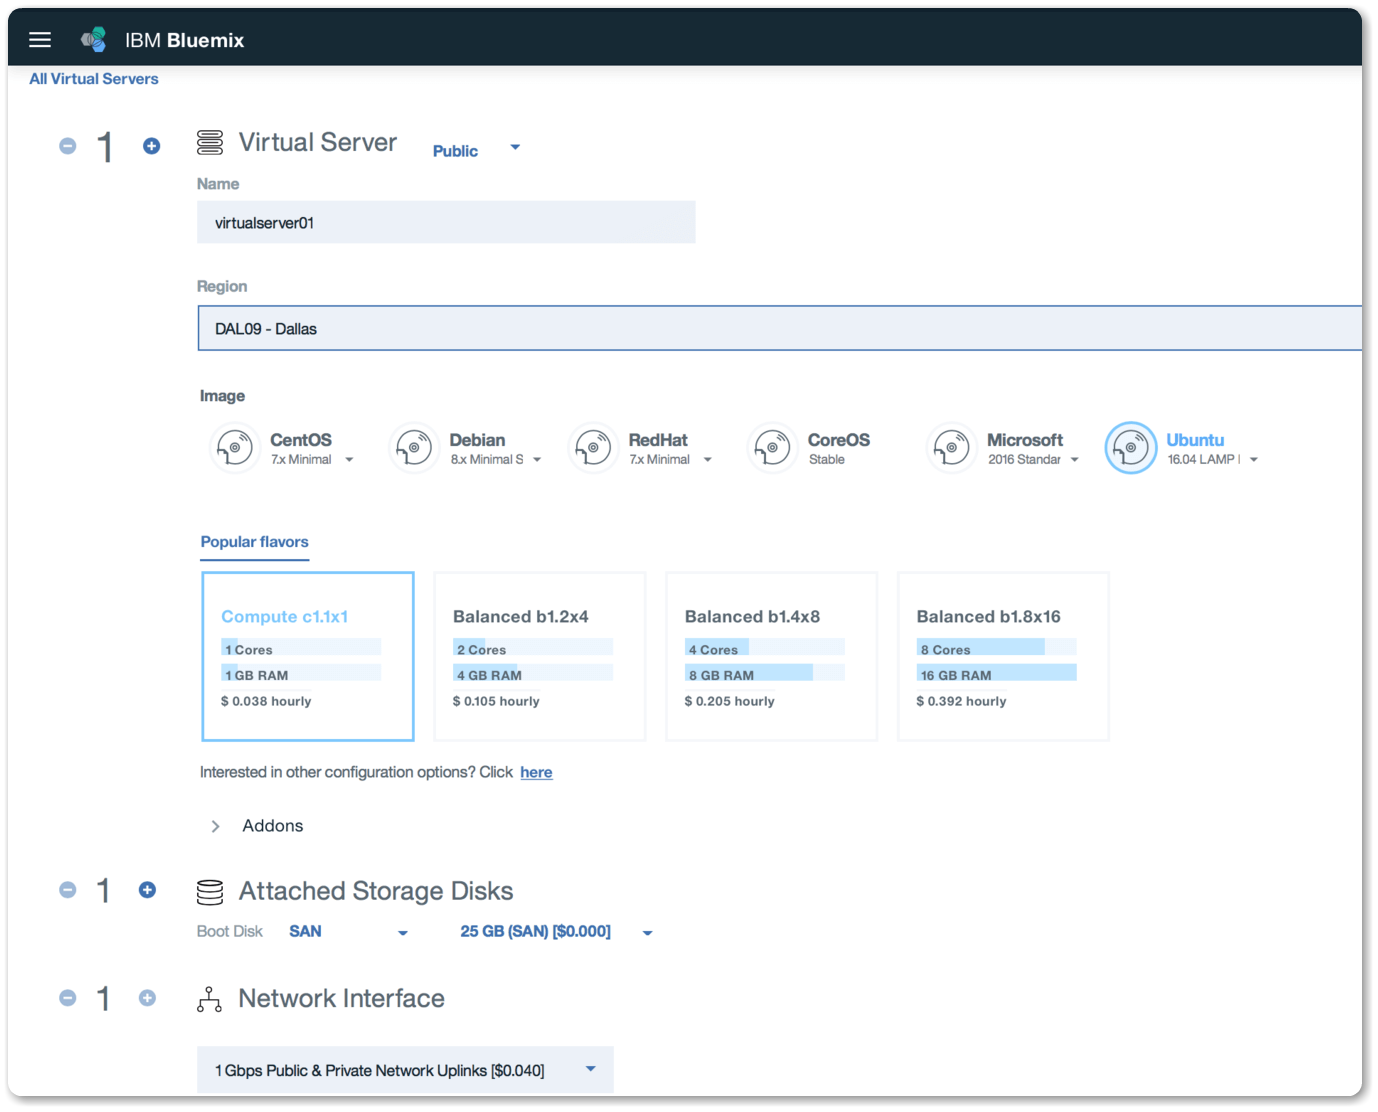 IBM Bluemix
All Virtual Servers
1 Virtual Server Public
Name
virtualserver01
Region
DAL09 - Dallas
Image
CentOS Debian RedHat CoreOS Microsoft Ubuntu
7.x Minimal 8.x Minimal S 7.x Minimal Stable 2016 Standar 16.04 LAMP
Popular flavors
Compute c1.1x1 Balanced b1.2x4 Balanced b1.4x8 Balanced b1.8x16
1 Cores 2 Cores 4 Cores 8 Cores
1 GB RAM 4 GB RAM 8 GB RAM 16 GB RAM
$ 0.038 hourly $ 0.105 hourly $ 0.205 hourly $ 0.392 hourly
Interested in other configuration options? Click here
Addons
1 Attached Storage Disks
Boot Disk SAN 25 GB (SAN) [$0.000]
1 Network Interface
1 Gbps Public & Private Network Uplinks [$0.040]